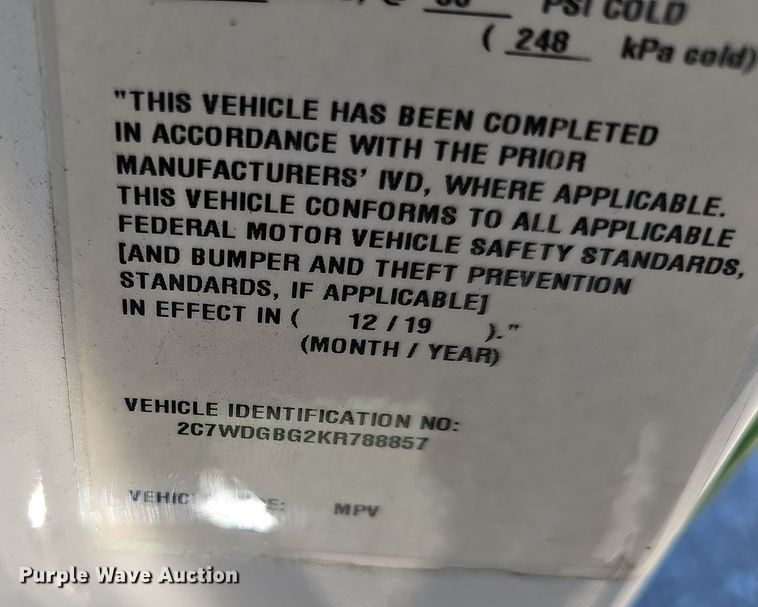 PSI COLD
( 248 kPa cold)
"THIS VEHICLE HAS BEEN COMPLETED
IN ACCORDANCE WITH THE PRIOR
MANUFACTURERS' IVD, WHERE APPLICABLE.
THIS VEHICLE CONFORMS TO ALL APPLICABLE
FEDERAL MOTOR VEHICLE SAFETY STANDARDS,
[AND BUMPER AND THEFT PREVENTION
STANDARDS, IF APPLICABLE]
IN EFFECT IN ( 12 / 19 )."
(MONTH / YEAR)
VEHICLE IDENTIFICATION NO:
2C7WDGBG2KR788857
MPV
Purple Wave Auction